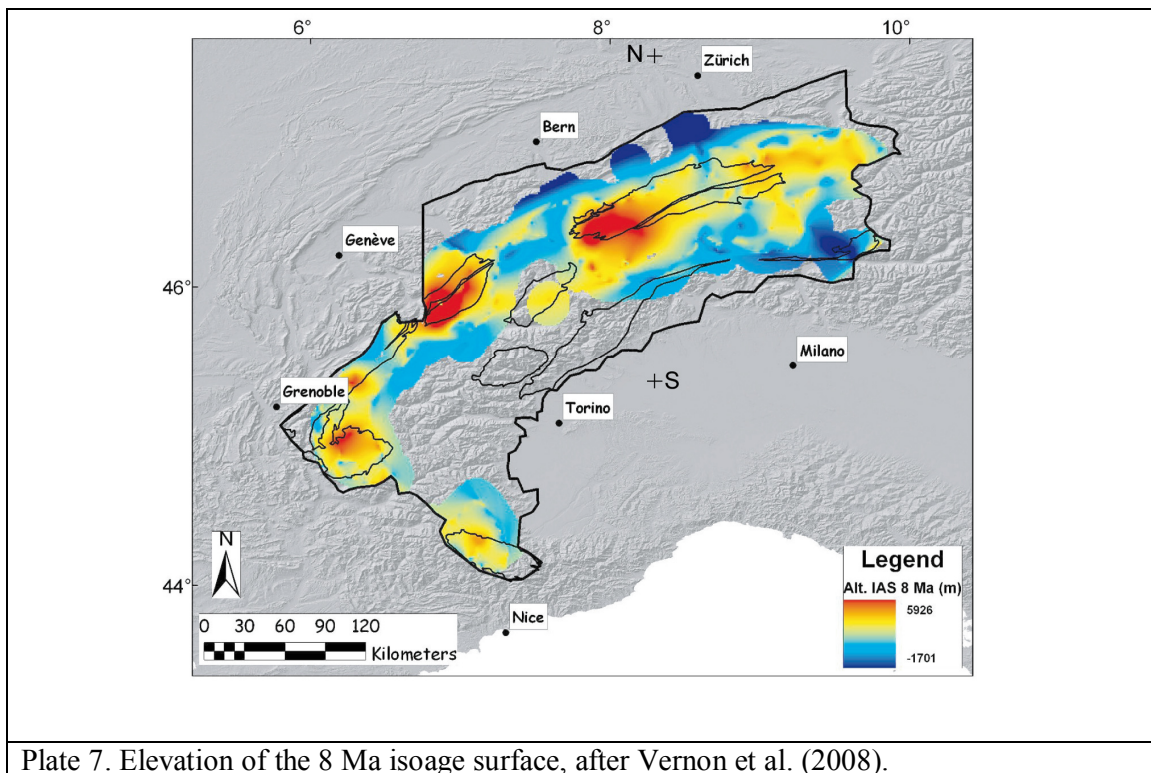 6° 8° 10°
N +
Zürich
Bern
Genève
46°
Milano
+S
Grenoble
Torino
N
Legend
Alt. IAS 8 Ma (m)
5926
-1701
44°
Nice
0 30 60 90 120
Kilometers
Plate 7. Elevation of the 8 Ma isoage surface, after Vernon et al. (2008).